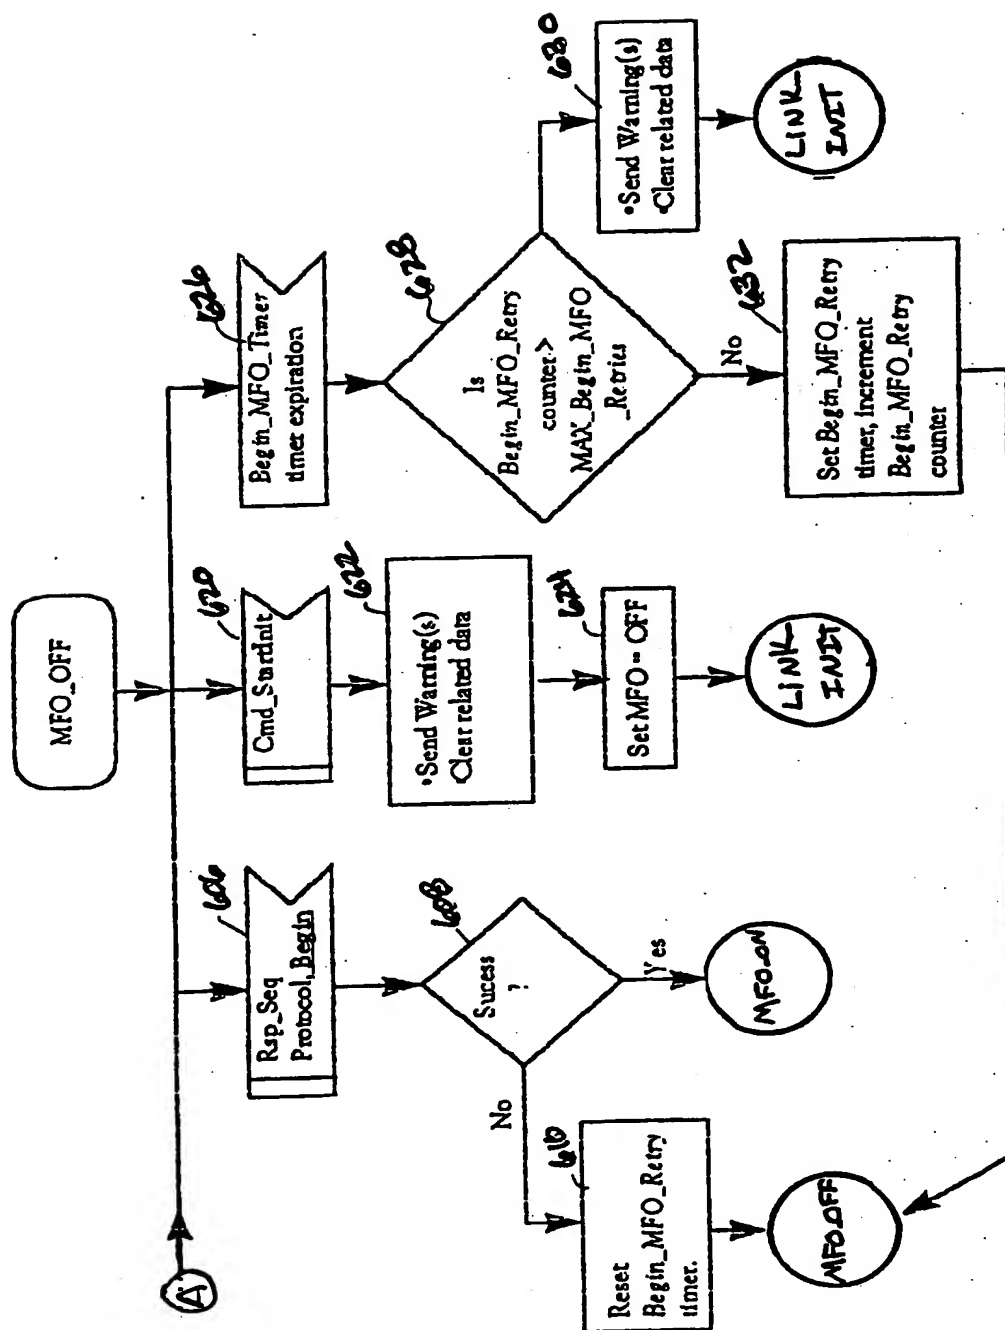 MFO_OFF
A
606
Rsp_Seq
Protocol_Begin
608
Sucess
?
No
Yes
610
Reset
Begin_MFO_Retry
timer.
MFO_OFF
MFO_ON
620
Cmd_StartInit
622
•Send Warning(s)
Clear related data
624
Set MFO = OFF
LINK_
INIT
626
Begin_MFO_Timer
timer expiration
628
Is
Begin_MFO_Retry
counter >
MAX_Begin_MFO
_Retries
No
630
•Send Warning(s)
•Clear related data
LINK_
INIT
632
Set Begin_MFO_Retry
timer, increment
Begin_MFO_Retry
counter